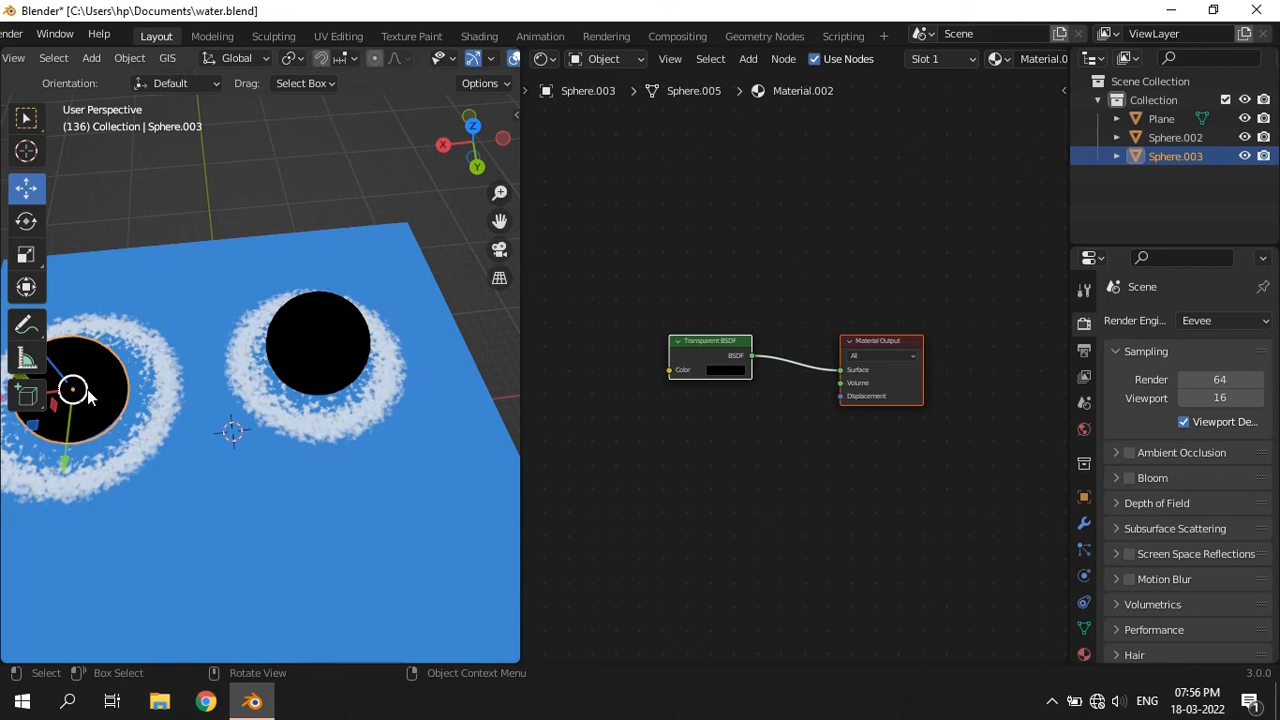 Blender* [C:\Users\hp\Documents\water.blend]
ender Window Help Layout Modeling Sculpting UV Editing Texture Paint Shading Animation Rendering Compositing Geometry Nodes Scripting + Scene ViewLayer
View Select Add Object GIS Global Object View Select Add Node Use Nodes Slot 1 Material.0
Orientation: Default Drag: Select Box Options
Sphere.003 > Sphere.005 > Material.002
User Perspective
(136) Collection | Sphere.003
Z
X
Y
Transparent BSDF
BSDF
Color
Material Output
All
Surface
Volume
Displacement
Scene Collection
Collection
Plane
Sphere.002
Sphere.003
Scene
Render Engi... Eevee
Sampling
Render 64
Viewport 16
Viewport De...
Ambient Occlusion
Bloom
Depth of Field
Subsurface Scattering
Screen Space Reflections
Motion Blur
Volumetrics
Performance
Hair
Select Box Select Rotate View Object Context Menu 3.0.0
ENG 07:56 PM
18-03-2022
1